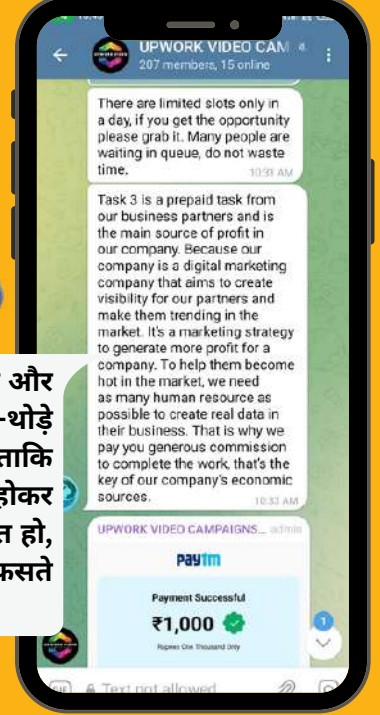 UPWORK VIDEO CAM
207 members, 15 online
There are limited slots only in
a day, if you get the opportunity
please grab it. Many people are
waiting in queue, do not waste
time.
10:31 AM
Task 3 is a prepaid task from
our business partners and is
the main source of profit in
our company. Because our
company is a digital marketing
company that aims to create
visibility for our partners and
make them trending in the
market. It's a marketing strategy
to generate more profit for a
company. To help them become
hot in the market, we need
as many human resource as
possible to create real data in
their business. That is why we
pay you generous commission
to complete the work, that's the
key of our company's economic
sources.
10:33 AM
और
-थोड़े
ताकि
होकर
त हो,
फसते
UPWORK VIDEO CAMPAIGNS... admin
Paytm
Payment Successful
₹1,000
Rupees One Thousand Only
1
GIF
Text not allowed